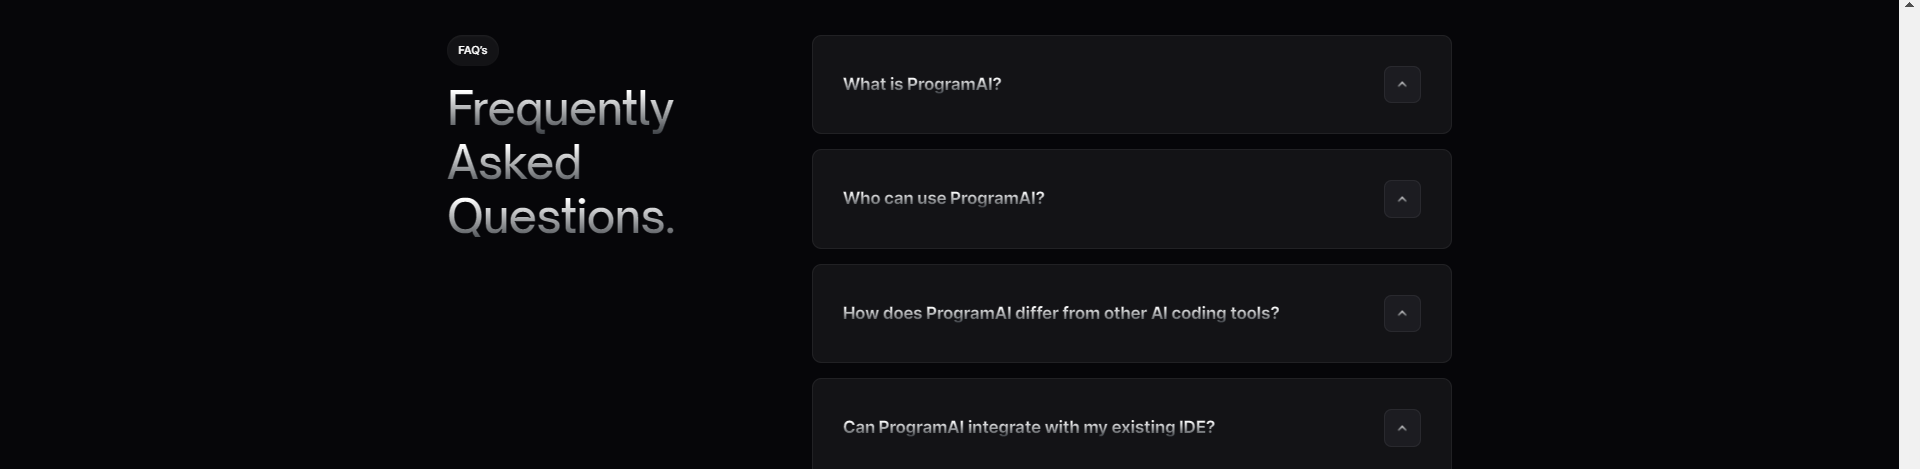 FAQ's
Frequently
Asked
Questions.
What is ProgramAI?
Who can use ProgramAI?
How does ProgramAI differ from other AI coding tools?
Can ProgramAI integrate with my existing IDE?